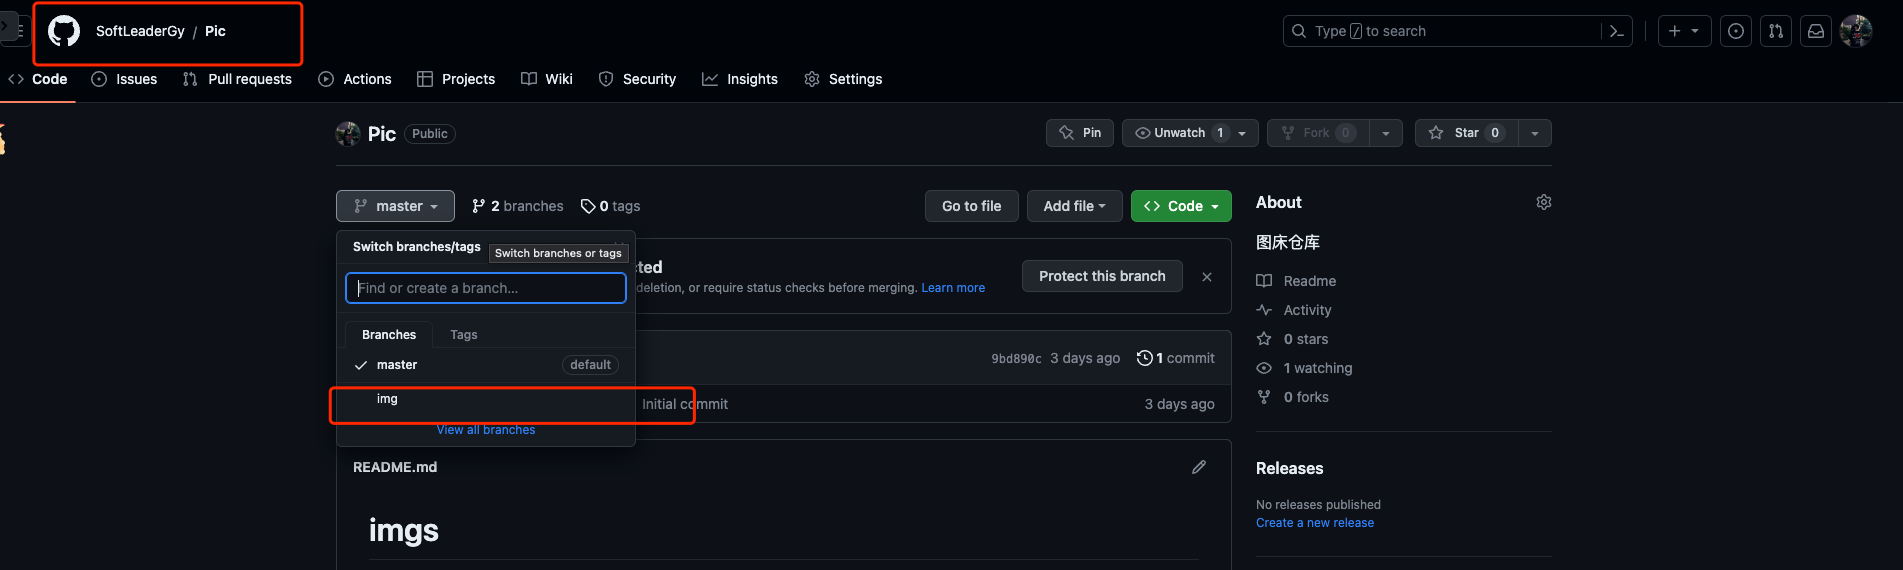 SoftLeaderGy / Pic
Type / to search
Code Issues Pull requests Actions Projects Wiki Security Insights Settings
Pic Public
Pin Unwatch 1 Fork 0 Star 0
master 2 branches 0 tags Go to file Add file Code
Switch branches/tags
Switch branches or tags
Find or create a branch...
Branches Tags
master default
img
View all branches
cted
deletion, or require status checks before merging. Learn more
Protect this branch
9bd890c 3 days ago 1 commit
Initial commit 3 days ago
README.md
imgs
About
图床仓库
Readme
Activity
0 stars
1 watching
0 forks
Releases
No releases published
Create a new release